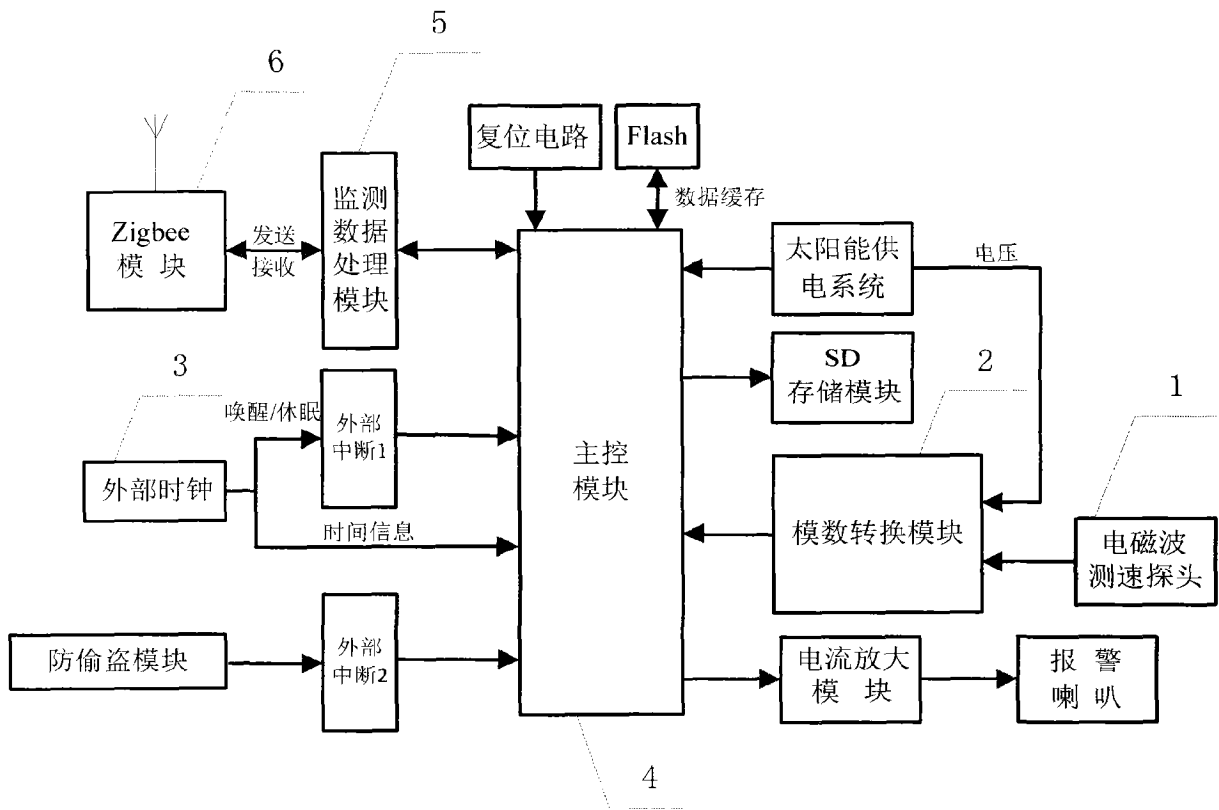 5
6
复位电路
Flash
监测
数据
处理
模块
数据缓存
Zigbee
模 块
发送
接收
太阳能供
电系统
电压
SD
存储模块
3
2
1
唤醒/休眠
外部
中断1
外部时钟
主控
模块
时间信息
模数转换模块
电磁波
测速探头
防偷盗模块
外部
中断2
电流放大
模 块
报 警
喇 叭
4